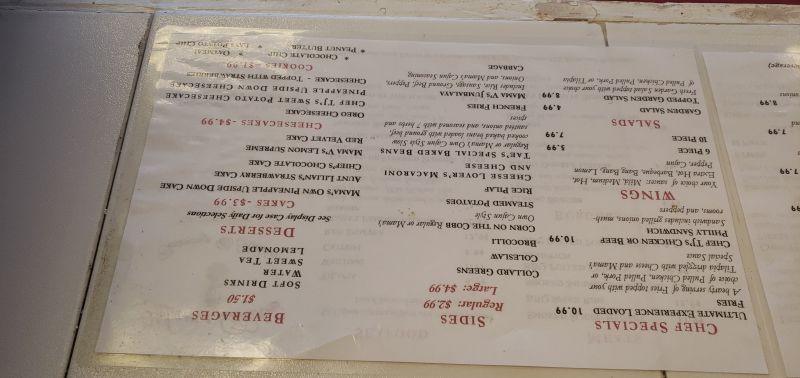 CHEF SPECIALS
ULTIMATE EXPERIENCE LOADED
FRIES 10.99
A hearty serving of Fries topped with your
choice of Pulled Chicken, Pulled Pork, or
Tilapia drizzled with Cheese and Mama's
Special Sauce
CHEF TJ'S CHICKEN OR BEEF
PHILLY SANDWICH 10.99
Sandwich includes grilled onions, mush-
rooms, and peppers
WINGS
Your choice of sauce: Mild, Medium, Hot,
Extra Hot, Barbeque, Bang Bang, Lemon
Pepper, Cajun
6 PIECE 5.99
10 PIECE 7.99
SALADS
GARDEN SALAD 4.99
TOPPED GARDEN SALAD 8.99
Fresh Garden Salad topped with your choice
of Pulled Chicken, Pulled Pork, or Tilapia
SIDES
Regular: $2.99
Large: $4.99
COLLARD GREENS
COLESLAW
BROCCOLI
CORN ON THE COBB
Own Cajun Style
or Regular or Mama's
STEAMED POTATOES
RICE PILAF
CHEESE LOVER'S MACARONI
AND CHEESE
TAE'S SPECIAL BAKED BEANS
Regular or Mama's Own Cajun Style Slow
cooked baked beans loaded with ground beef,
sautéed onions, and seasoned with 7 herbs and
spices
FRENCH FRIES
MAMA V'S JUMBALAYA
Includes Rice, Sausage, Ground Beef, Peppers,
Onions, and Mama's Cajun Seasoning
CABBAGE
BEVERAGES
$1.50
SOFT DRINKS
WATER
SWEET TEA
LEMONADE
DESSERTS
See Display Case for Daily Selections
CAKES -$3.99
MAMA'S OWN PINEAPPLE UPSIDE DOWN CAKE
AUNT LILLIAN'S STRAWBERRY CAKE
CHEF'S CHOCOLATE CAKE
MAMA V'S LEMON SUPREME
RED VELVET CAKE
CHEESECAKES -$4.99
OREO CHEESECAKE
CHEF TJ'S SWEET POTATO CHEESECAKE
PINEAPPLE UPSIDE DOWN CHEESECAKE
CHEESECAKE - TOPPED WITH STRAWBERRIES
COOKIES -$1.99
* CHOCOLATE CHIP * OATMEAL
* PEANUT BUTTER